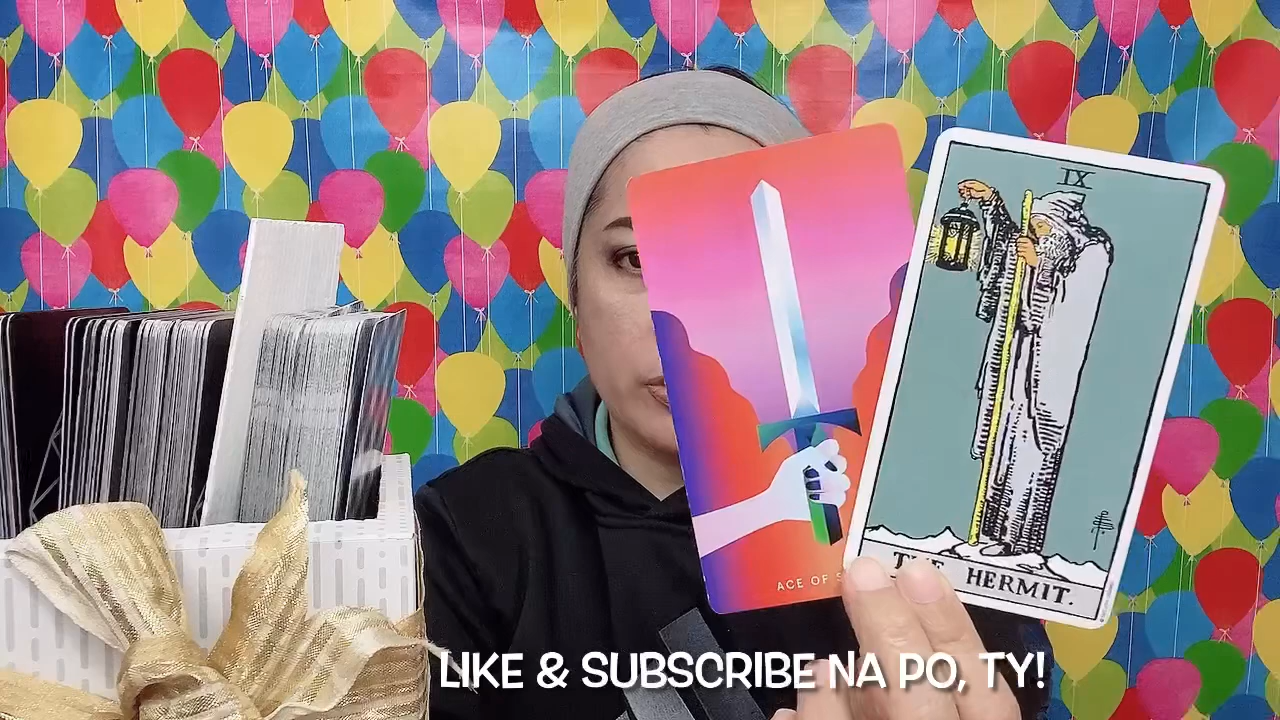 IX
ACE OF S
THE HERMIT.
LIKE & SUBSCRIBE NA PO, TY!